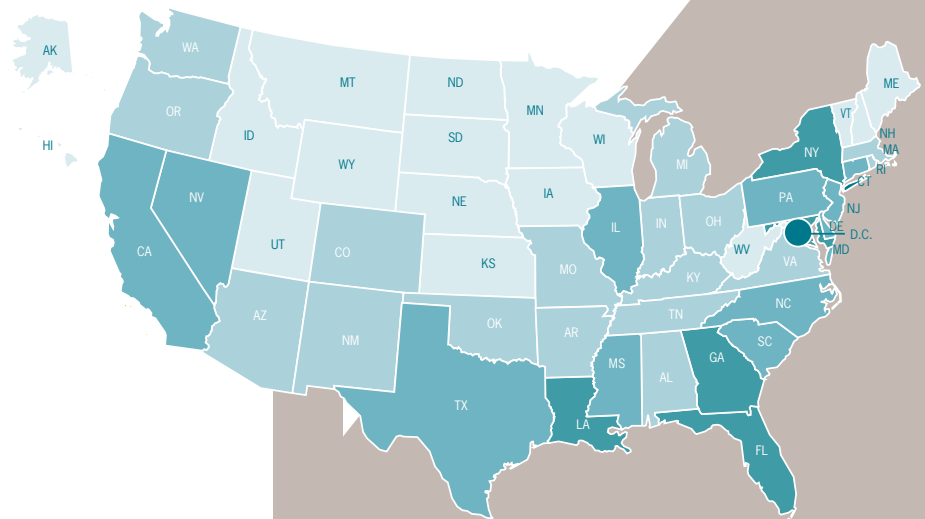 AK
WA
MT
ND
MN
ME
VT
OR
ID
SD
WI
NH
NY
MA
HI
WY
MI
RI
CT
NV
NE
IA
PA
NJ
CA
UT
CO
KS
IL
IN
OH
WV
DE
D.C.
MD
MO
KY
VA
AZ
NM
OK
AR
TN
NC
SC
TX
MS
AL
GA
LA
FL